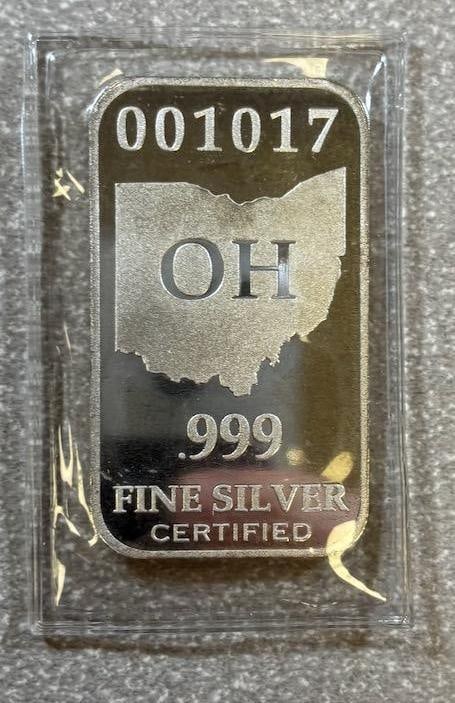 001017
OH
.999
FINE SILVER
CERTIFIED